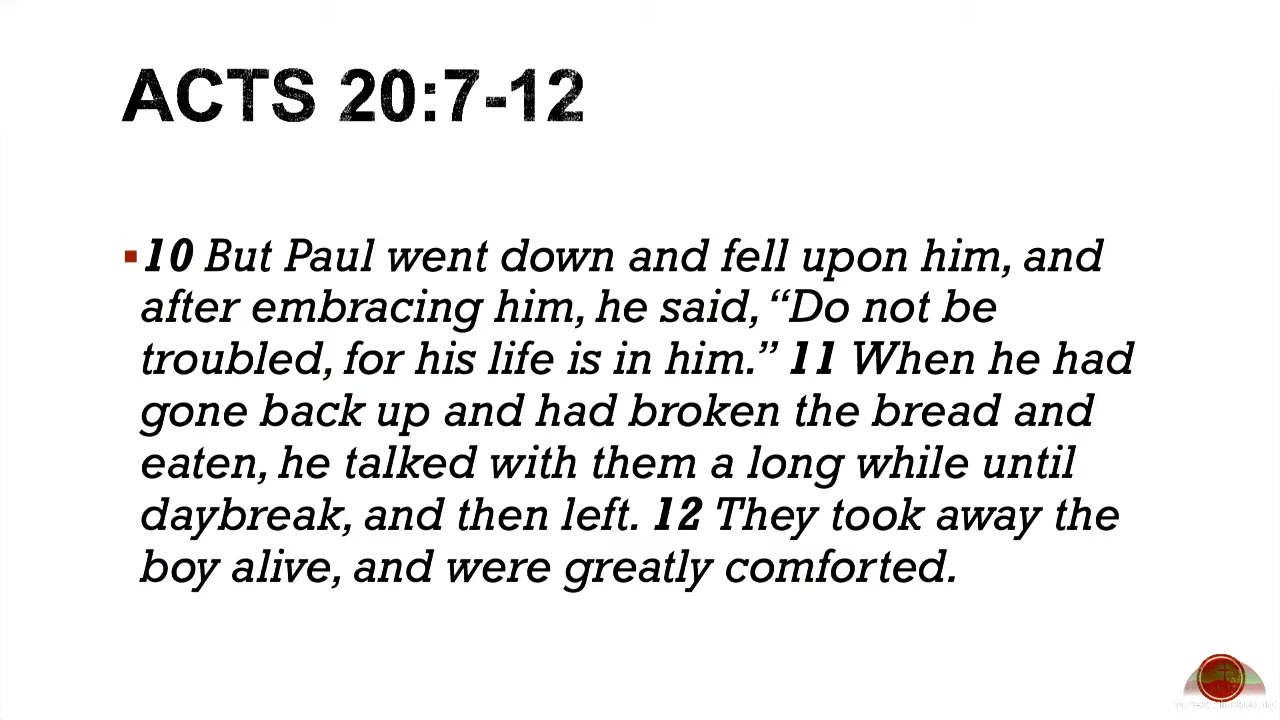 ACTS 20:7-12
10 But Paul went down and fell upon him, and
after embracing him, he said, “Do not be
troubled, for his life is in him.” 11 When he had
gone back up and had broken the bread and
eaten, he talked with them a long while until
daybreak, and then left. 12 They took away the
boy alive, and were greatly comforted.